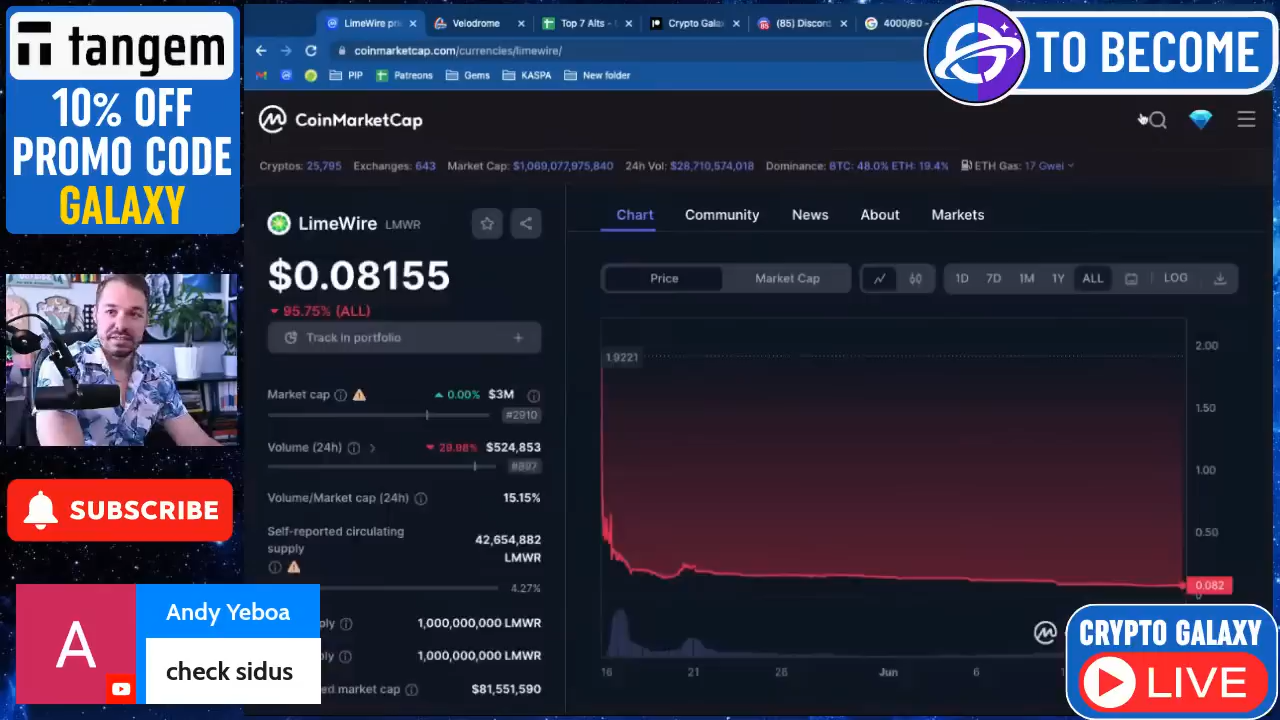 tangem
10% OFF
PROMO CODE
GALAXY
SUBSCRIBE
A
Andy Yeboa
check sidus
LimeWire pri
Velodrome
Top 7 Alts -
Crypto Gal
(85) Discord
4000/80 -
coinmarketcap.com/currencies/limewire/
PIP
Patreons
Gems
KASPA
New folder
TO BECOME
CoinMarketCap
Cryptos: 25,795 Exchanges: 643 Market Cap: $1,069,077,975,840 24h Vol: $28,710,574,018 Dominance: BTC: 48.0% ETH: 19.4% ETH Gas: 17 Gwei
LimeWire LMWR
$0.08155
95.75% (ALL)
Track in portfolio +
Market cap 0.00% $3M
#2910
Volume (24h) 29.98% $524,853
#897
Volume/Market cap (24h) 15.15%
Self-reported circulating
supply
42,654,882
LMWR
4.27%
1,000,000,000 LMWR
1,000,000,000 LMWR
market cap $81,551,590
Chart Community News About Markets
Price Market Cap
1D 7D 1M 1Y ALL LOG
1.9221
2.00
1.50
1.00
0.50
0.082
0
16 21 28 Jun 6
CRYPTO GALAXY
LIVE